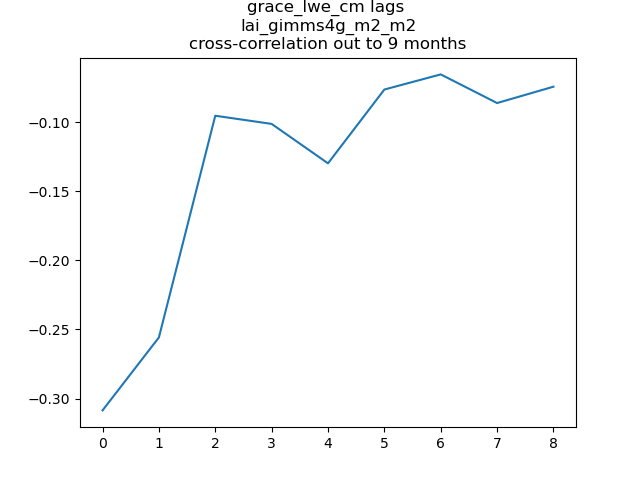 grace_lwe_cm lags
lai_gimms4g_m2_m2
cross-correlation out to 9 months
−0.10
−0.15
−0.20
−0.25
−0.30
0 1 2 3 4 5 6 7 8